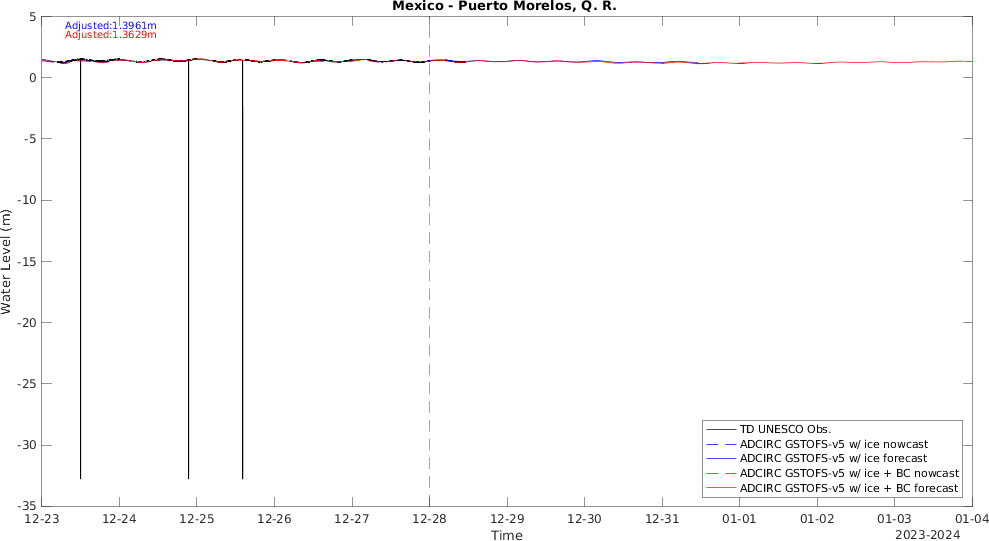 Mexico - Puerto Morelos, Q. R.
Adjusted:1.3961m
Adjusted:1.3629m
5
0
-5
-10
-15
-20
-25
-30
-35
Water Level (m)
TD UNESCO Obs.
ADCIRC GSTOFS-v5 w/ ice nowcast
ADCIRC GSTOFS-v5 w/ ice forecast
ADCIRC GSTOFS-v5 w/ ice + BC nowcast
ADCIRC GSTOFS-v5 w/ ice + BC forecast
12-23 12-24 12-25 12-26 12-27 12-28 12-29 12-30 12-31 01-01 01-02 01-03 01-04
Time
2023-2024